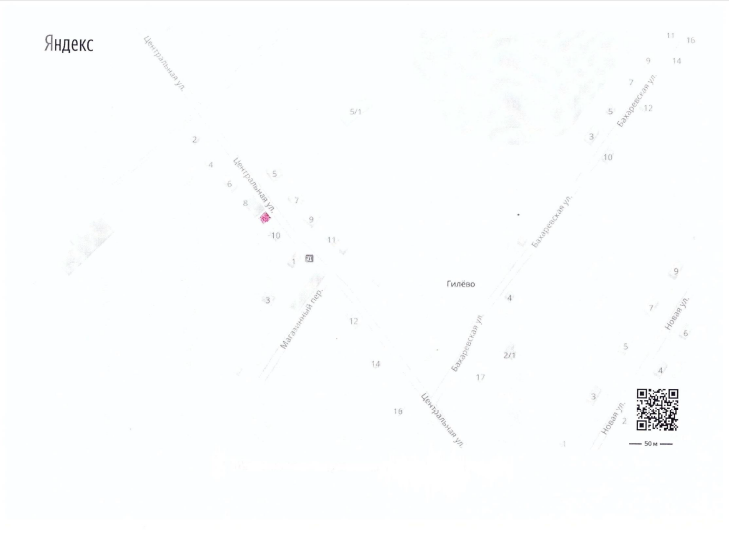 Яндекс
Центральная ул.
11
16
9
14
7
5/1
5
Бахаревская ул.
12
2
3
10
4
Центральная ул.
5
6
8
7
9
10
11
Бахаревская ул.
1
3
Магазинный пер.
Гилёво
9
4
7
Новая ул.
12
Бахаревская ул.
6
5
2/1
14
4
17
3
16
Центральная ул.
Новая ул.
2
1
50 м